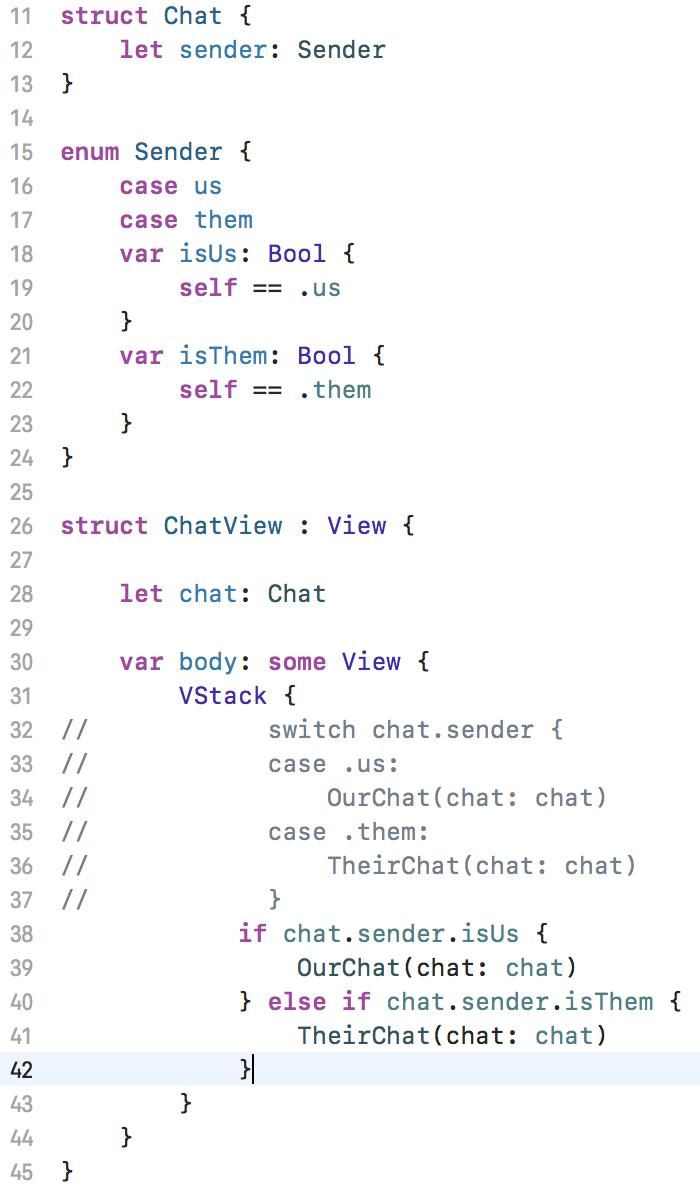 11 struct Chat {
12     let sender: Sender
13 }
14
15 enum Sender {
16     case us
17     case them
18     var isUs: Bool {
19         self == .us
20     }
21     var isThem: Bool {
22         self == .them
23     }
24 }
25
26 struct ChatView : View {
27
28     let chat: Chat
29
30     var body: some View {
31         VStack {
32 //            switch chat.sender {
33 //            case .us:
34 //                OurChat(chat: chat)
35 //            case .them:
36 //                TheirChat(chat: chat)
37 //            }
38             if chat.sender.isUs {
39                 OurChat(chat: chat)
40             } else if chat.sender.isThem {
41                 TheirChat(chat: chat)
42             }
43         }
44     }
45 }